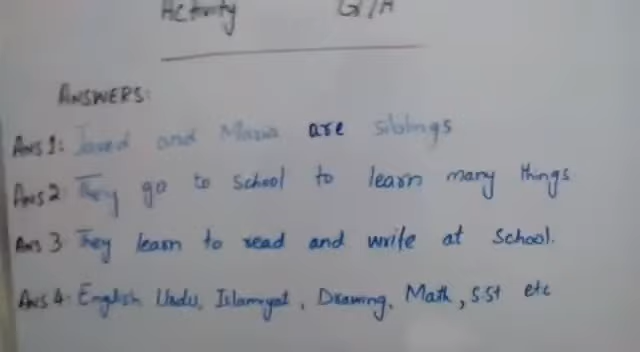 Activity Q/A
ANSWERS:
Ans 1: Javed and Marwa are siblings
Ans 2: They go to school to learn many things
Ans 3 They learn to read and write at School.
Ans 4. English Urdu, Islamiyat, Drawing, Math, S.St etc